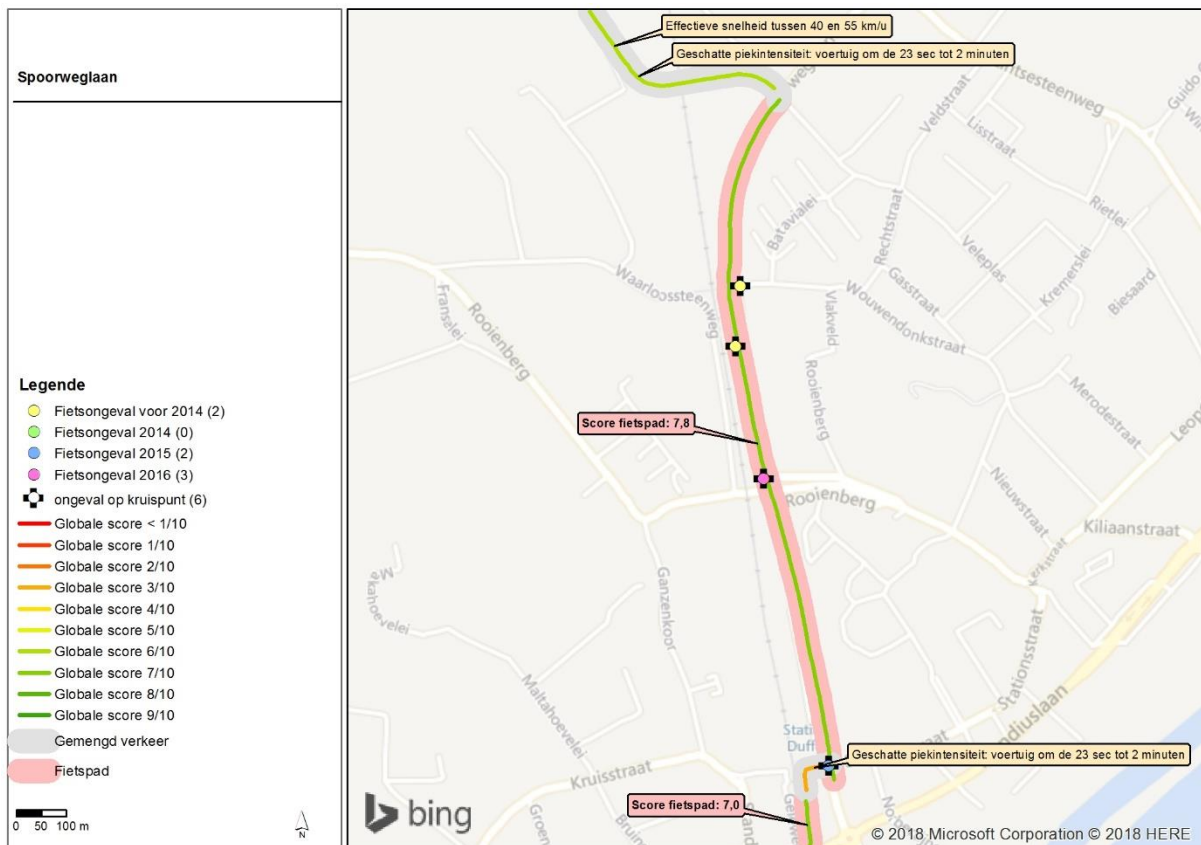 Spoorweglaan
Legende
Fietsongeval voor 2014 (2)
Fietsongeval 2014 (0)
Fietsongeval 2015 (2)
Fietsongeval 2016 (3)
ongeval op kruispunt (6)
Globale score < 1/10
Globale score 1/10
Globale score 2/10
Globale score 3/10
Globale score 4/10
Globale score 5/10
Globale score 6/10
Globale score 7/10
Globale score 8/10
Globale score 9/10
Gemengd verkeer
Fietspad
0 50 100 m
N
Effectieve snelheid tussen 40 en 55 km/u
Geschatte piekintensiteit: voertuig om de 23 sec tot 2 minuten
Guido
Veldstraat
Lisstraat
Rietlei
Batavialei
Rechtstraat
Veleplas
Kremerslei
Biesaard
Waarloossteenweg
Gasstraat
Wouwendonkstraat
Vlakveld
Rooienberg
Franslei
Rooienberg
Merodestraat
Score fietspad: 7,8
Rooienberg
Nieuwstraat
Kiliaanstraat
Kerkstraat
Ganzenkoor
Stationsstraat
Maltahoevelei
Kruisstraat
Geschatte piekintensiteit: voertuig om de 23 sec tot 2 minuten
Score fietspad: 7,0
bing
© 2018 Microsoft Corporation © 2018 HERE